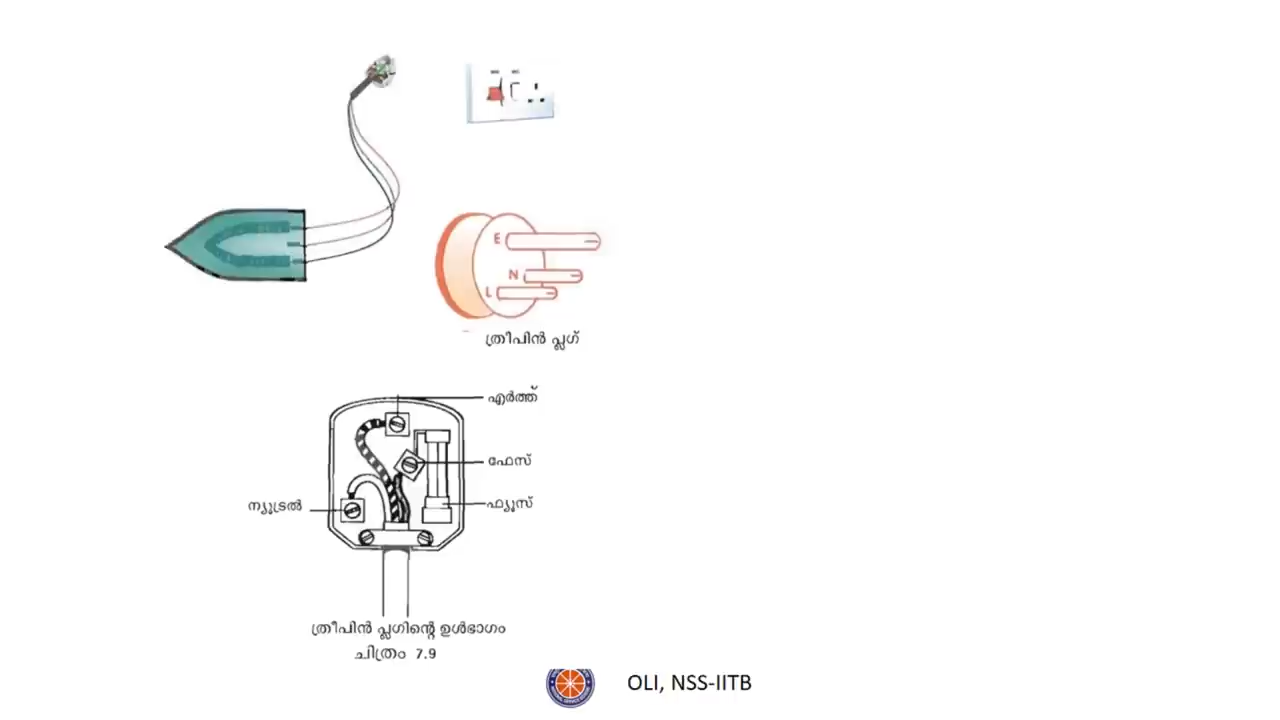 E
N
L
ത്രീപിൻ പ്ലഗ്
എർത്ത്
ഫേസ്
ന്യൂട്രൽ
ഫ്യൂസ്
ത്രീപിൻ പ്ലഗിന്റെ ഉൾഭാഗം
ചിത്രം 7.9
OLI, NSS-IITB